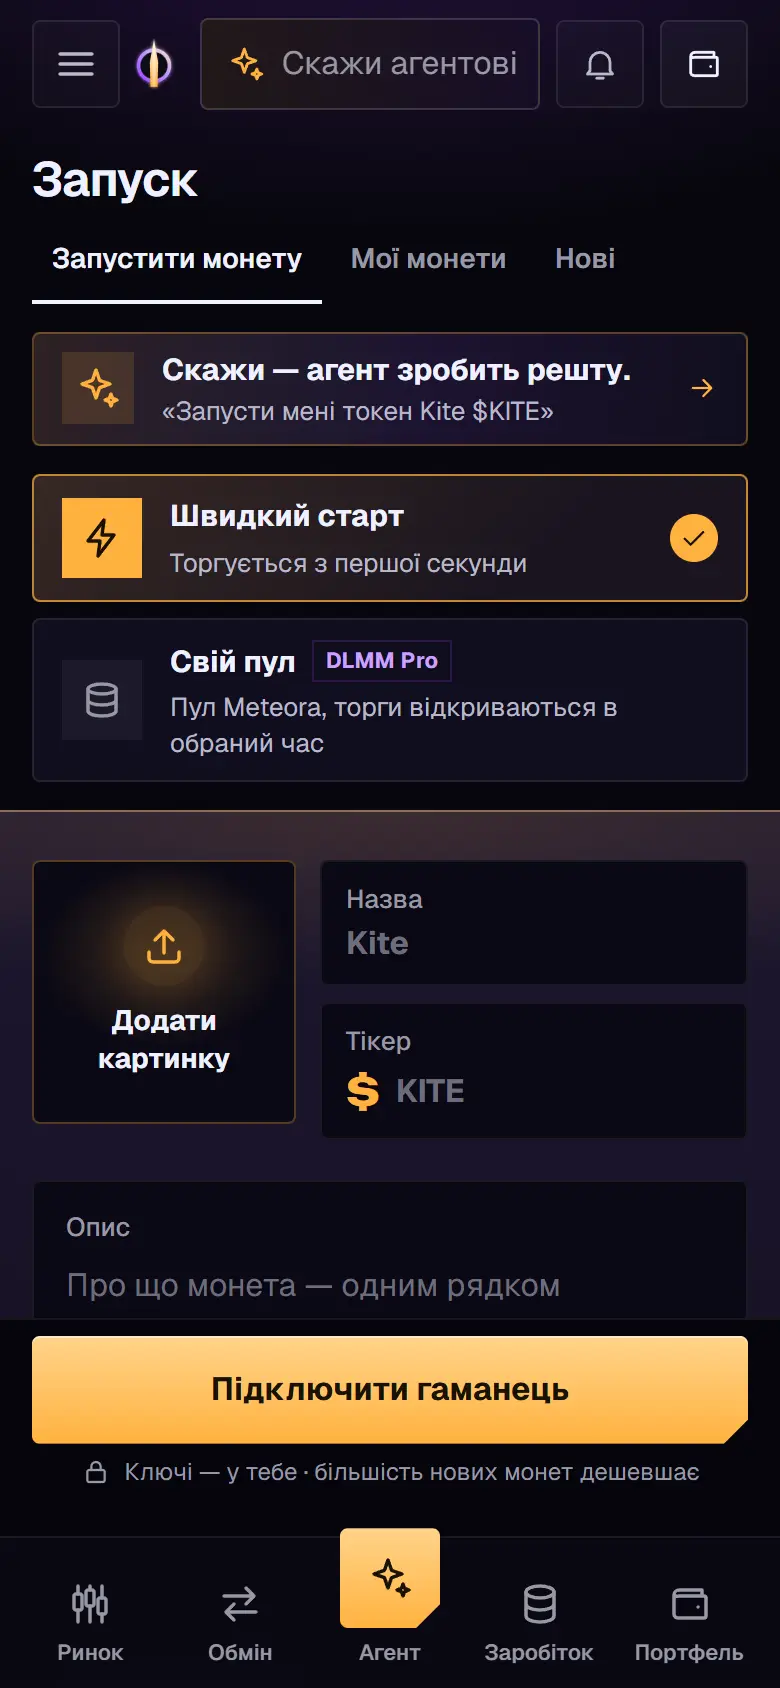 Скажи агентові
Запуск
Запустити монету
Мої монети
Нові
Скажи — агент зробить решту.
«Запусти мені токен Kite $KITE»
Швидкий старт
Торгується з першої секунди
Свій пул
DLMM Pro
Пул Meteora, торги відкриваються в
обраний час
Додати
картинку
Назва
Kite
Тікер
$ KITE
Опис
Про що монета — одним рядком
Підключити гаманець
Ключі — у тебе · більшість нових монет дешевшає
Ринок
Обмін
Агент
Заробіток
Портфель